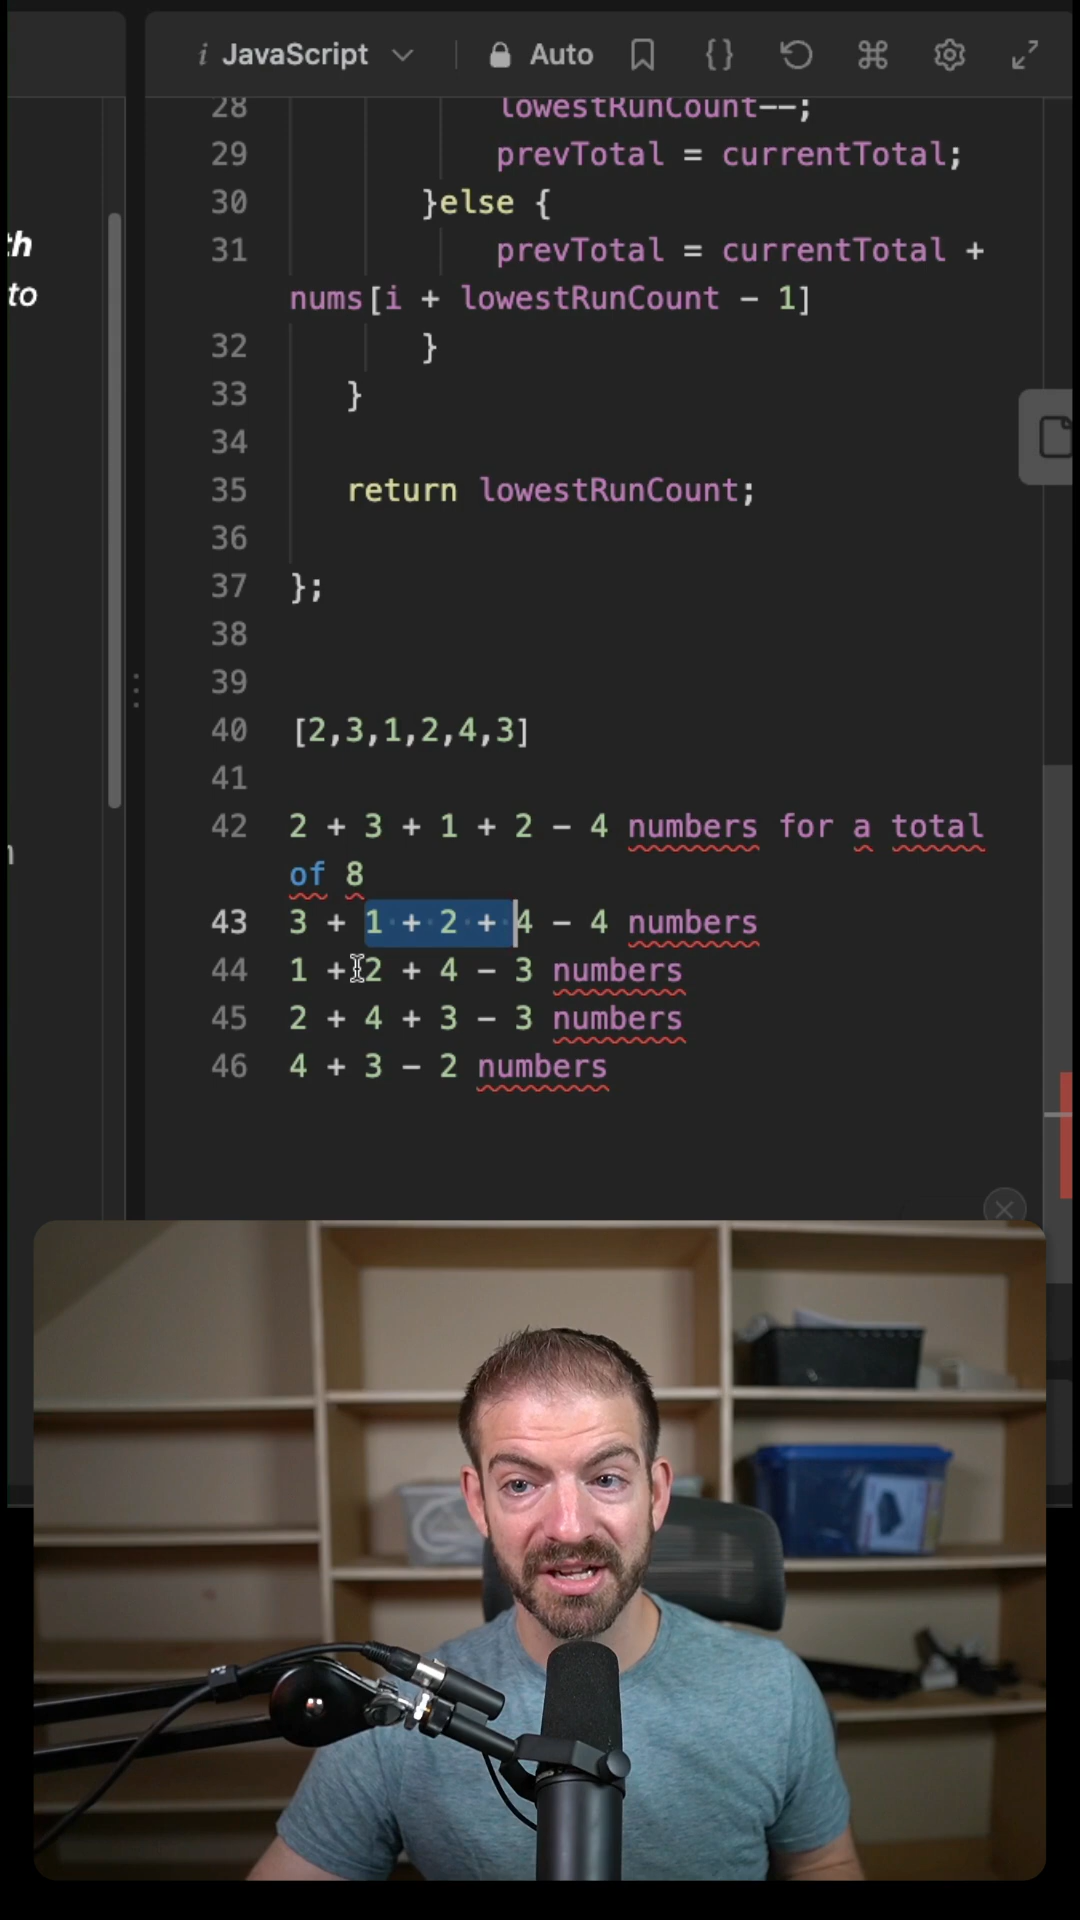 i JavaScript Auto
th
to
28 lowestRunCount--;
29 prevTotal = currentTotal;
30 }else {
31 prevTotal = currentTotal +
nums[i + lowestRunCount - 1]
32 }
33 }
34
35 return lowestRunCount;
36
37 };
38
39
40 [2,3,1,2,4,3]
41
42 2 + 3 + 1 + 2 - 4 numbers for a total
of 8
43 3 + 1 + 2 + 4 - 4 numbers
44 1 + 2 + 4 - 3 numbers
45 2 + 4 + 3 - 3 numbers
46 4 + 3 - 2 numbers